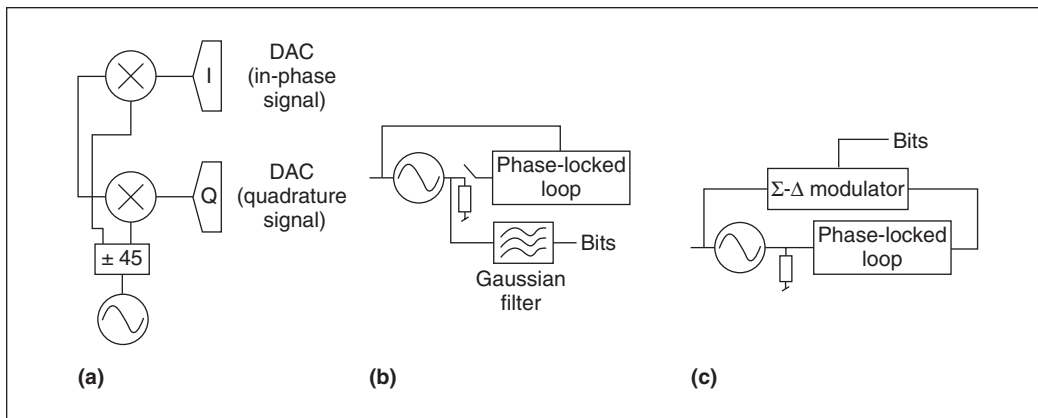 DAC
(in-phase
signal)
I
DAC
(quadrature
signal)
Q
± 45
(a)
Phase-locked
loop
Bits
Gaussian
filter
(b)
Bits
Σ-Δ modulator
Phase-locked
loop
(c)